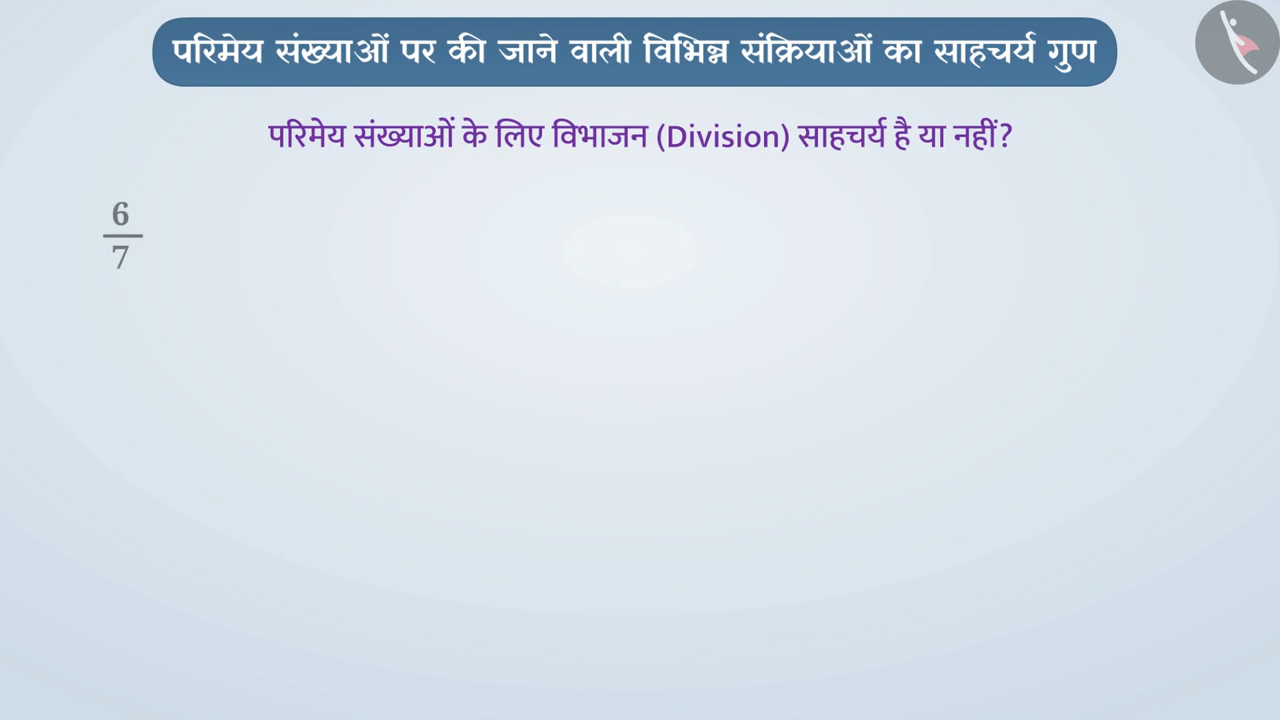 परिमेय संख्याओं पर की जाने वाली विभिन्न संक्रियाओं का साहचर्य गुण
परिमेय संख्याओं के लिए विभाजन (Division) साहचर्य है या नहीं?
6
7